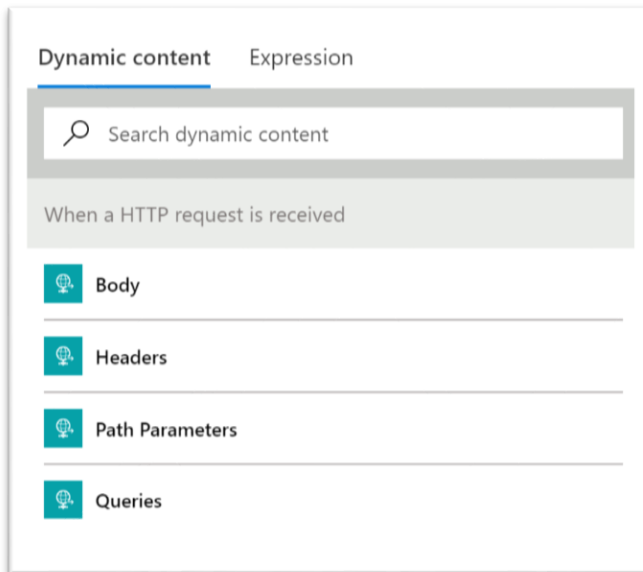 Dynamic content Expression
Search dynamic content
When a HTTP request is received
Body
Headers
Path Parameters
Queries